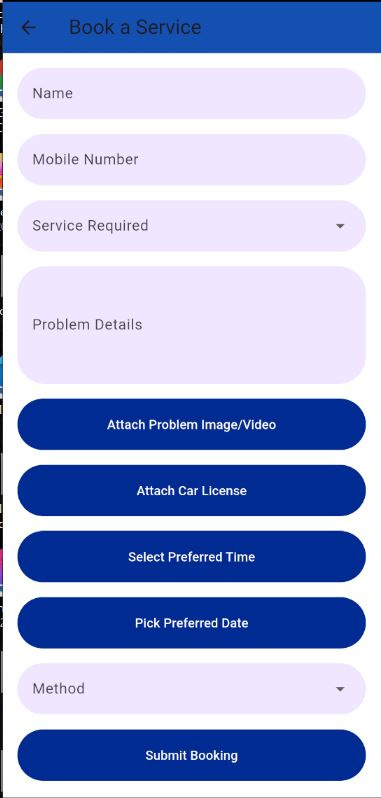 Book a Service
Name
Mobile Number
Service Required
Problem Details
Attach Problem Image/Video
Attach Car License
Select Preferred Time
Pick Preferred Date
Method
Submit Booking